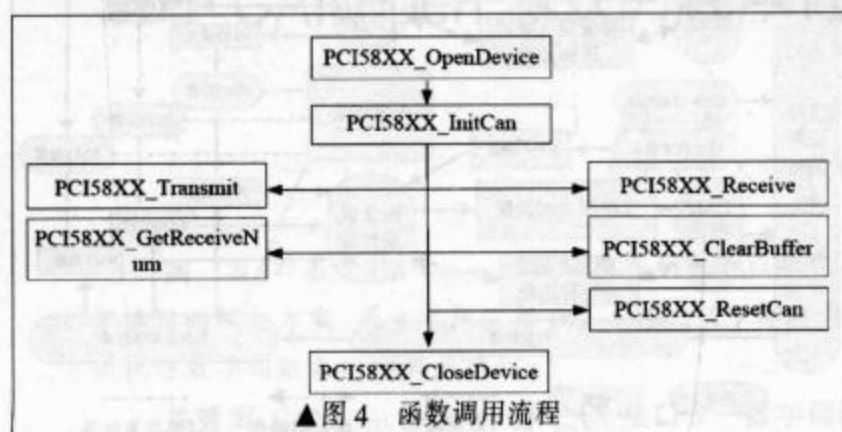 PCI58XX_OpenDevice
PCI58XX_InitCan
PCI58XX_Transmit
PCI58XX_Receive
PCI58XX_GetReceiveN
um
PCI58XX_ClearBuffer
PCI58XX_ResetCan
PCI58XX_CloseDevice
▲图4 函数调用流程